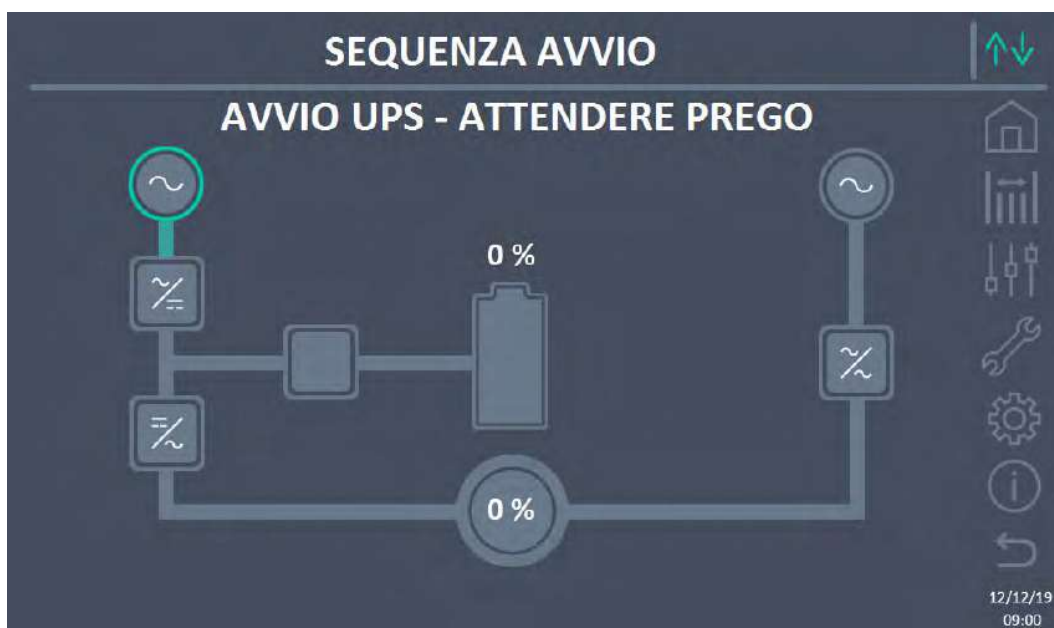 SEQUENZA AVVIO
AVVIO UPS - ATTENDERE PREGO
0 %
0 %
12/12/19
09:00